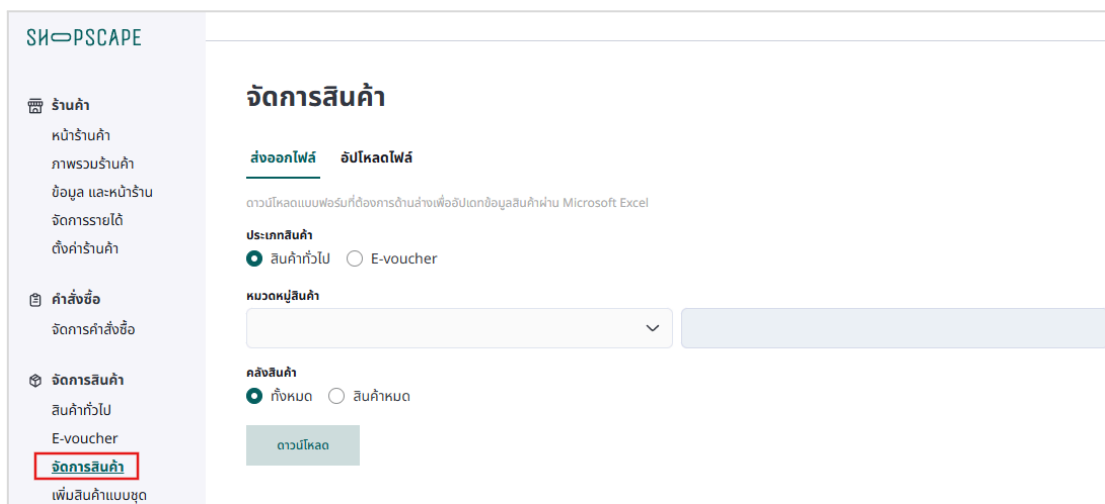 SHOPSCAPE
ร้านค้า
หน้าร้านค้า
ภาพรวมร้านค้า
ข้อมูล และหน้าร้าน
จัดการรายได้
ตั้งค่าร้านค้า
คำสั่งซื้อ
จัดการคำสั่งซื้อ
จัดการสินค้า
สินค้าทั่วไป
E-voucher
จัดการสินค้า
เพิ่มสินค้าแบบชุด
จัดการสินค้า
ส่งออกไฟล์ อัปโหลดไฟล์
ดาวน์โหลดแบบฟอร์มที่ต้องการด้านล่างเพื่ออัปเดทข้อมูลสินค้าผ่าน Microsoft Excel
ประเภทสินค้า
สินค้าทั่วไป E-voucher
หมวดหมู่สินค้า
คลังสินค้า
ทั้งหมด สินค้าหมด
ดาวน์โหลด